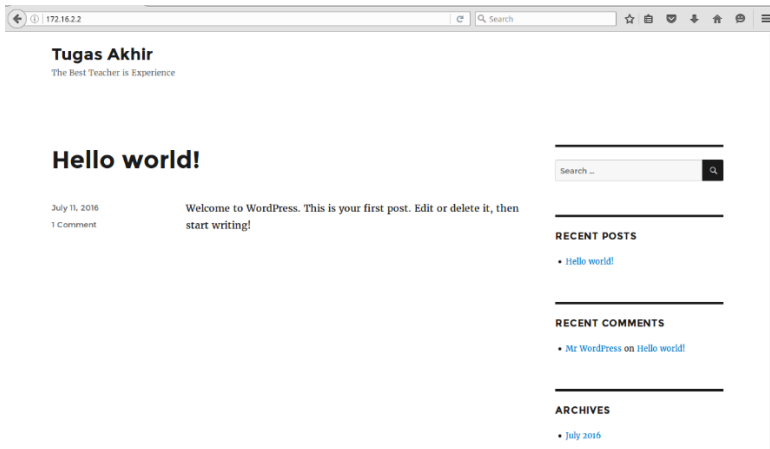 172.16.2.2
Search
Tugas Akhir
The Best Teacher is Experience
Hello world!
July 11, 2016
1 Comment
Welcome to WordPress. This is your first post. Edit or delete it, then
start writing!
Search ...
RECENT POSTS
Hello world!
RECENT COMMENTS
Mr WordPress on Hello world!
ARCHIVES
July 2016